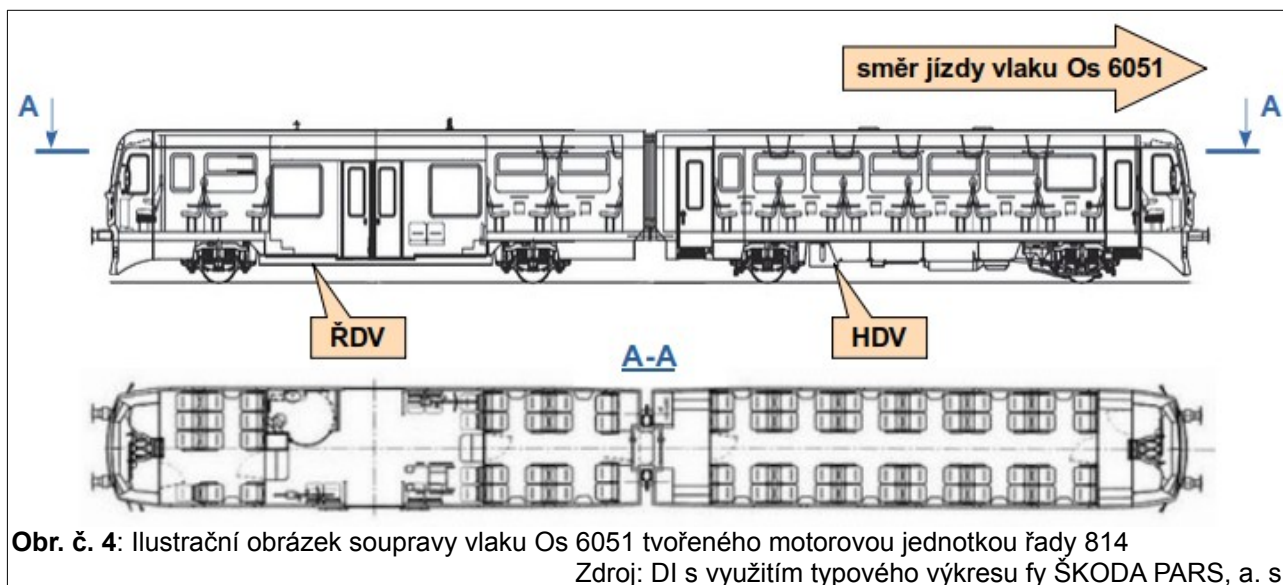 směr jízdy vlaku Os 6051
A A
ŘDV HDV
A-A
Obr. č. 4: Ilustrační obrázek soupravy vlaku Os 6051 tvořeného motorovou jednotkou řady 814
Zdroj: DI s využitím typového výkresu fy ŠKODA PARS, a. s